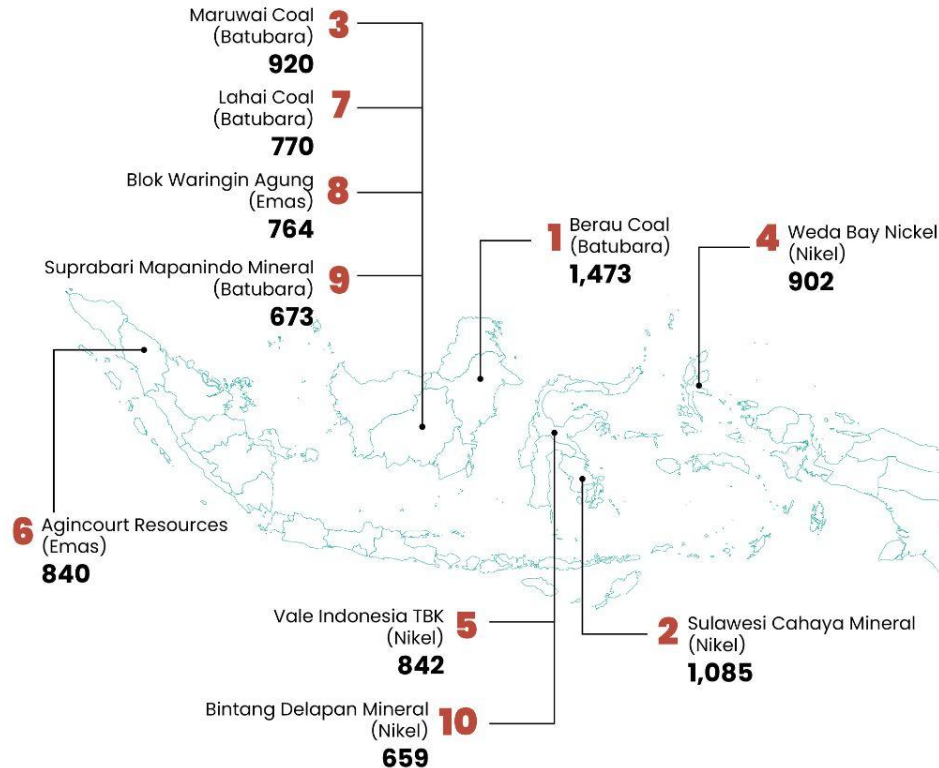 3
Maruwai Coal
(Batubara)
920
7
Lahai Coal
(Batubara)
770
8
Blok Waringin Agung
(Emas)
764
9
Suprabari Mapanindo Mineral
(Batubara)
673
1
Berau Coal
(Batubara)
1,473
4
Weda Bay Nickel
(Nikel)
902
6
Agincourt Resources
(Emas)
840
5
Vale Indonesia TBK
(Nikel)
842
2
Sulawesi Cahaya Mineral
(Nikel)
1,085
10
Bintang Delapan Mineral
(Nikel)
659